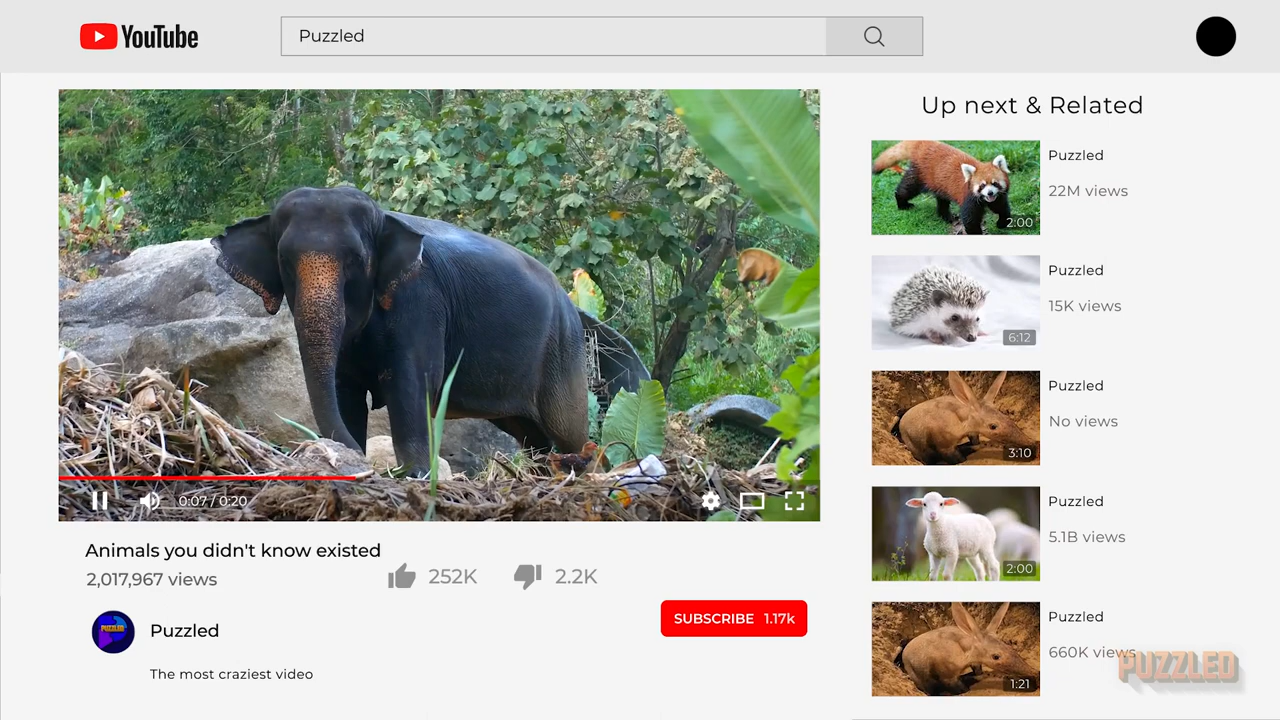 YouTube
Puzzled
Up next & Related
Puzzled
22M views
2:00
Puzzled
15K views
6:12
Puzzled
No views
3:10
Puzzled
5.1B views
2:00
Puzzled
660K views
1:21
0:07 / 0:20
Animals you didn't know existed
2,017,967 views
252K
2.2K
SUBSCRIBE 1.17k
PUZZLED
Puzzled
The most craziest video
PUZZLED